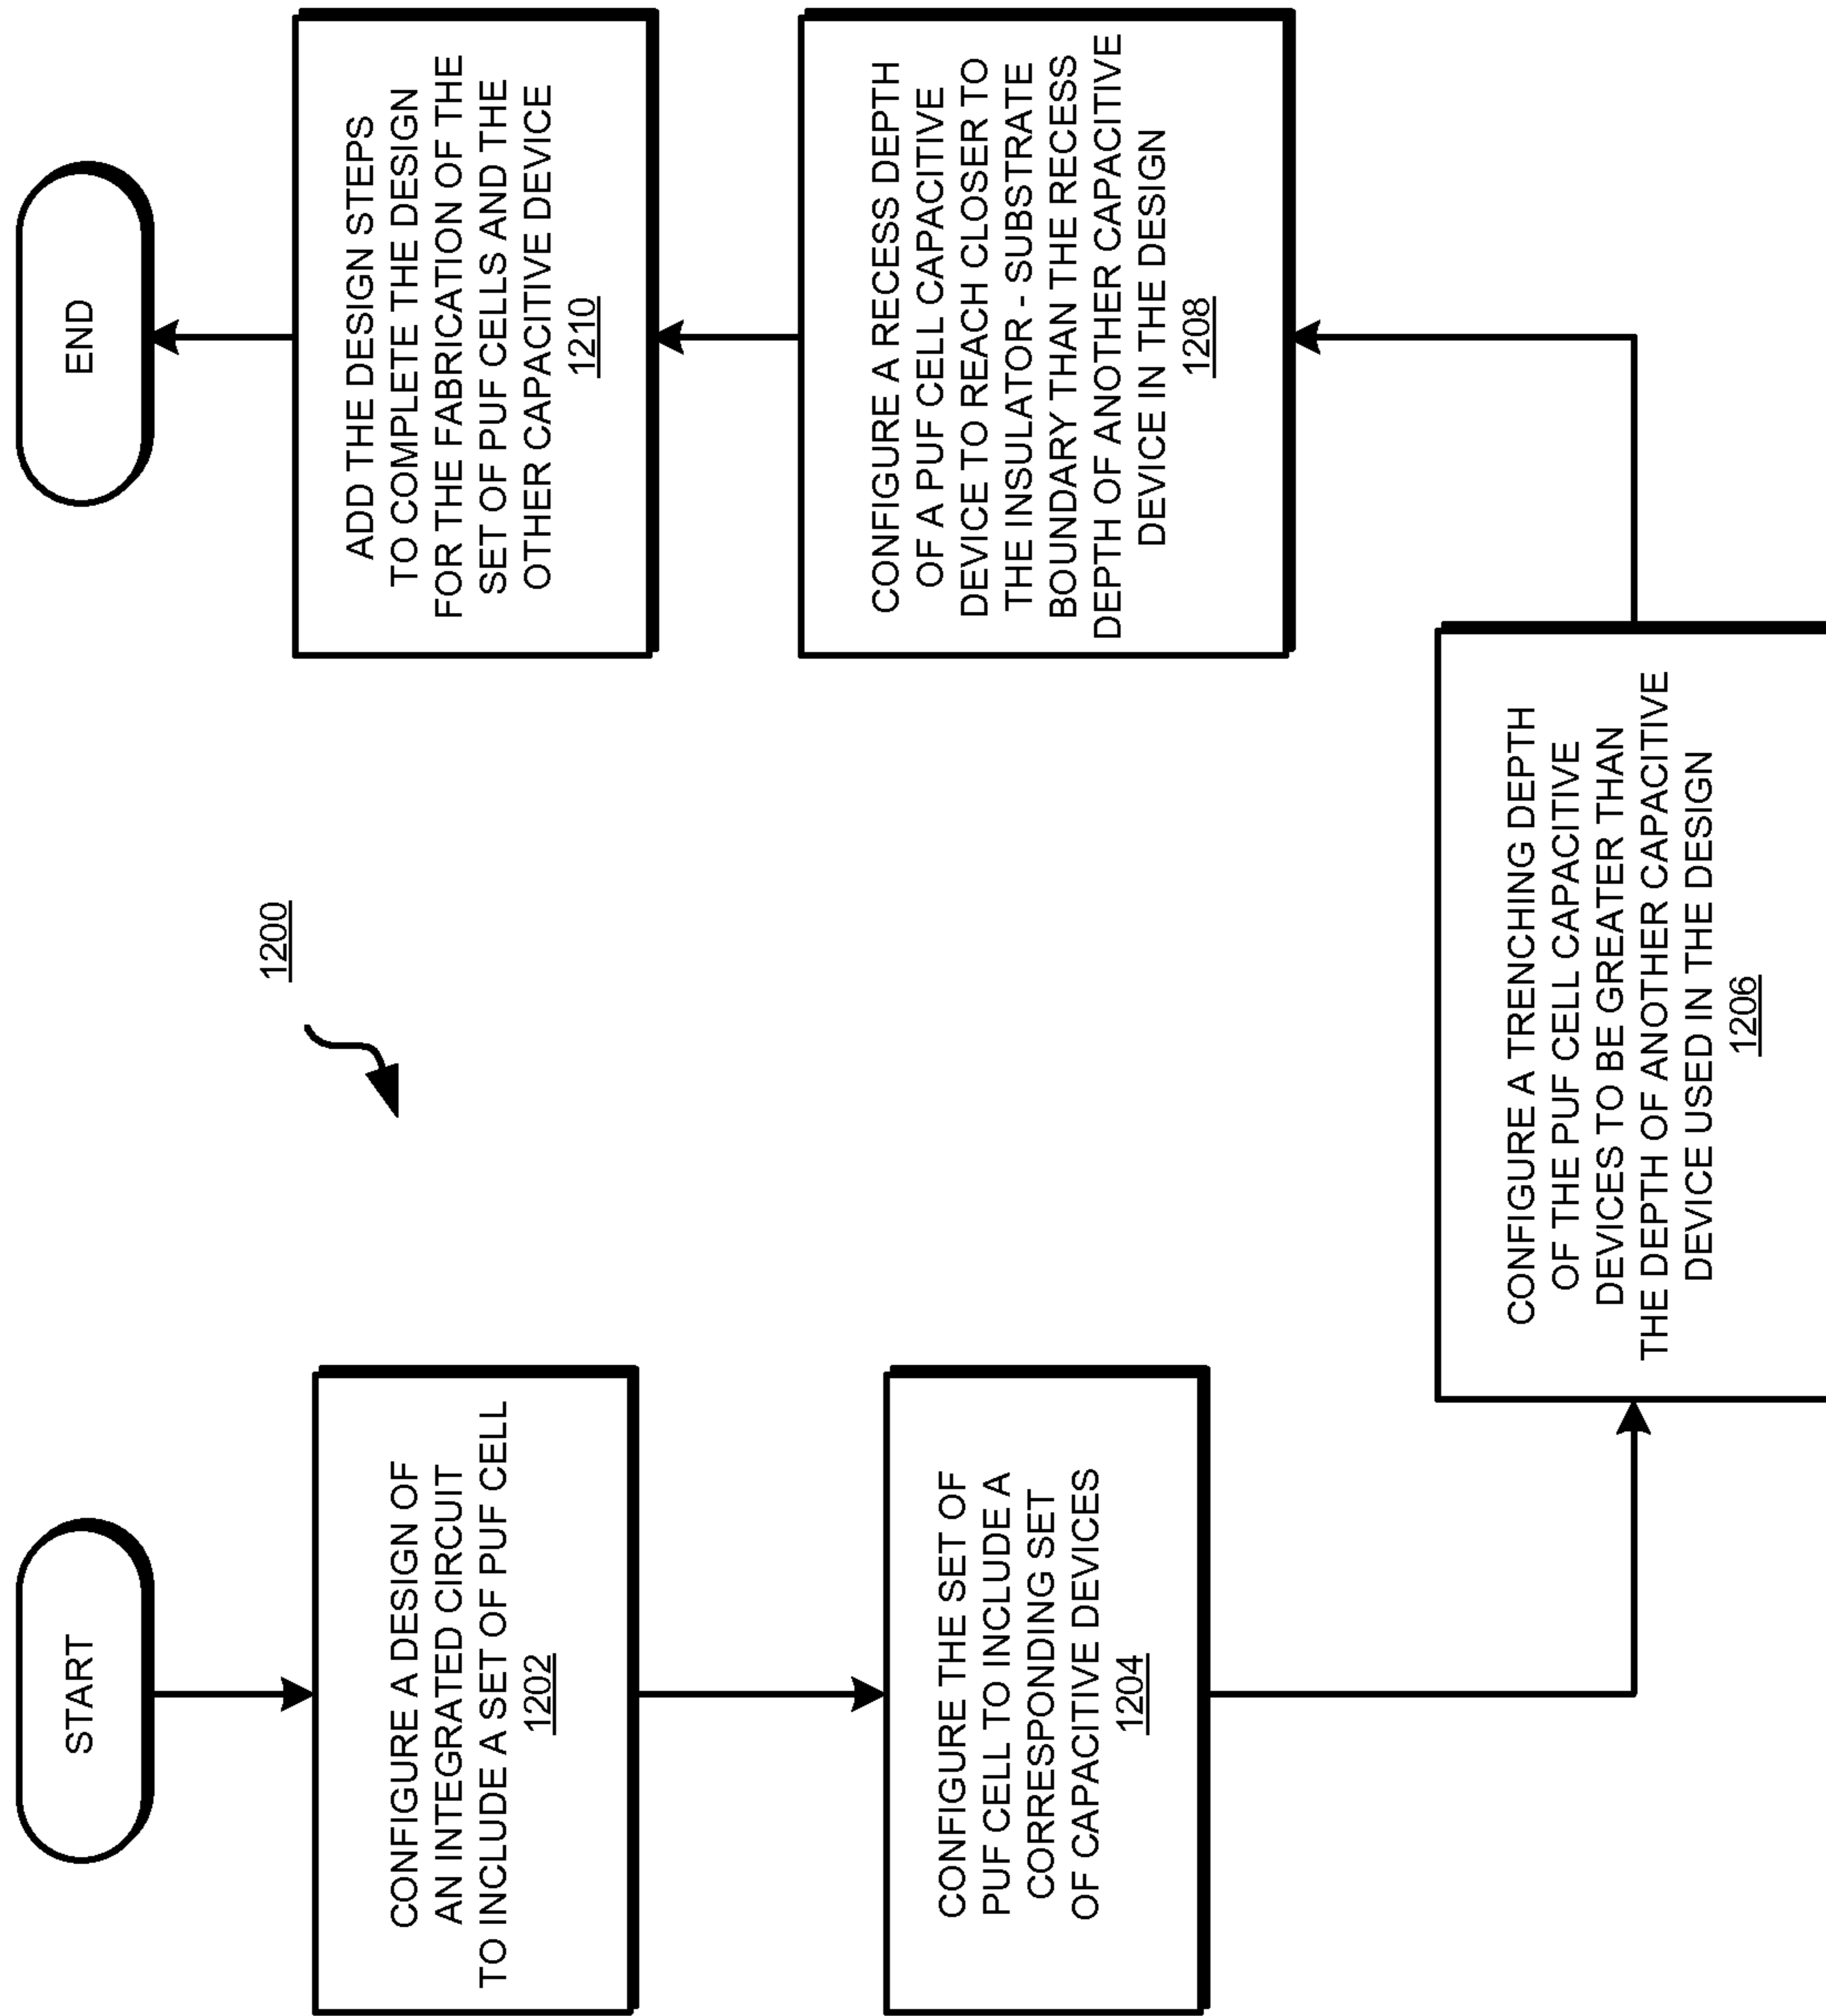 START
CONFIGURE A DESIGN OF
AN INTEGRATED CIRCUIT
TO INCLUDE A SET OF PUF CELL
1202
CONFIGURE THE SET OF
PUF CELL TO INCLUDE A
CORRESPONDING SET
OF CAPACITIVE DEVICES
1204
CONFIGURE A TRENCHING DEPTH
OF THE PUF CELL CAPACITIVE
DEVICES TO BE GREATER THAN
THE DEPTH OF ANOTHER CAPACITIVE
DEVICE USED IN THE DESIGN
1206
CONFIGURE A RECESS DEPTH
OF A PUF CELL CAPACITIVE
DEVICE TO REACH CLOSER TO
THE INSULATOR - SUBSTRATE
BOUNDARY THAN THE RECESS
DEPTH OF ANOTHER CAPACITIVE
DEVICE IN THE DESIGN
1208
ADD THE DESIGN STEPS
TO COMPLETE THE DESIGN
FOR THE FABRICATION OF THE
SET OF PUF CELLS AND THE
OTHER CAPACITIVE DEVICE
1210
END
1200